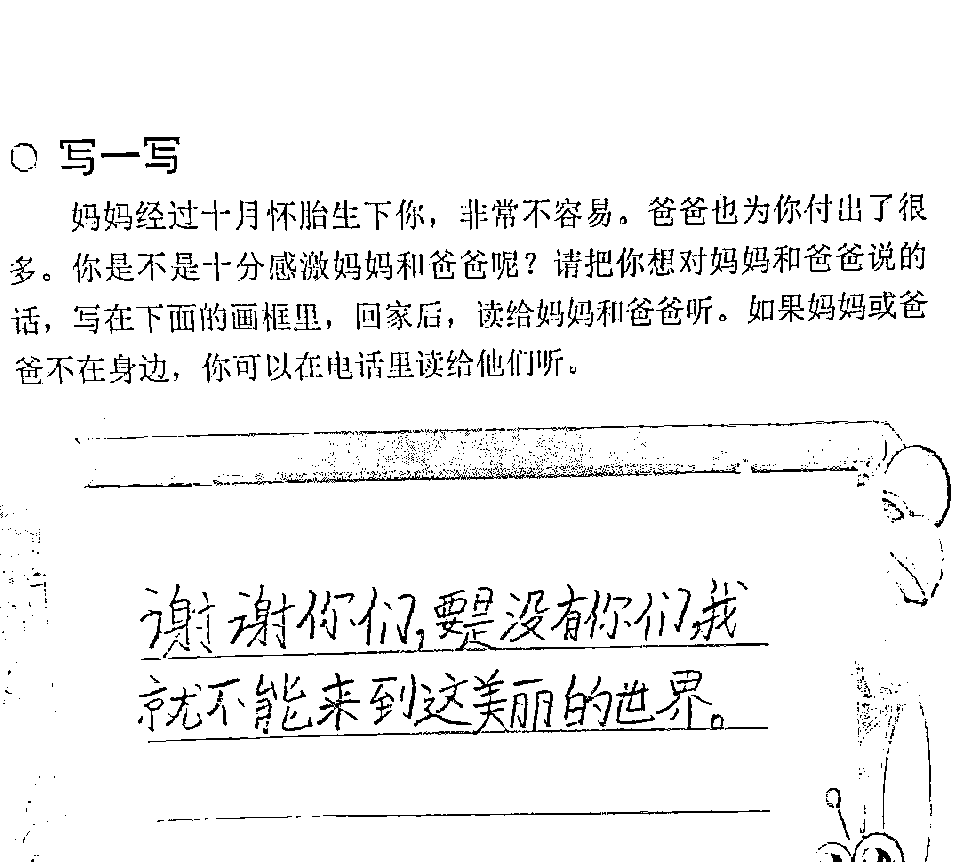 ○ 写一写
妈妈经过十月怀胎生下你，非常不容易。爸爸也为你付出了很
多。你是不是十分感激妈妈和爸爸呢？请把你想对妈妈和爸爸说的
话，写在下面的画框里，回家后，读给妈妈和爸爸听。如果妈妈或爸
爸不在身边，你可以在电话里读给他们听。
谢谢你们，要是没有你们，我
就不能来到这美丽的世界。